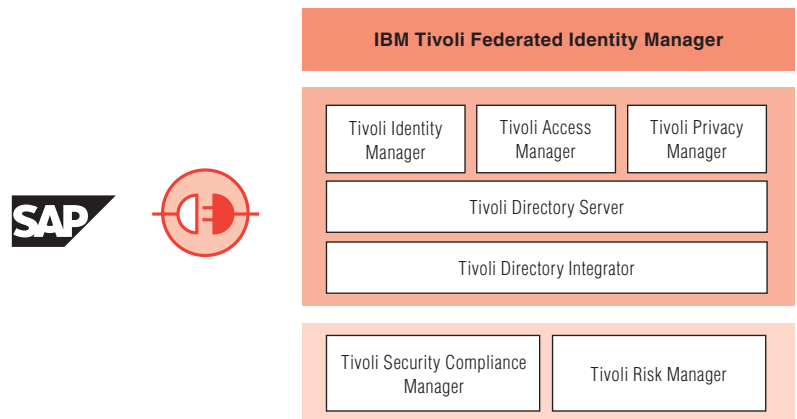 IBM Tivoli Federated Identity Manager
Tivoli Identity
Manager
Tivoli Access
Manager
Tivoli Privacy
Manager
SAP
Tivoli Directory Server
Tivoli Directory Integrator
Tivoli Security Compliance
Manager
Tivoli Risk Manager